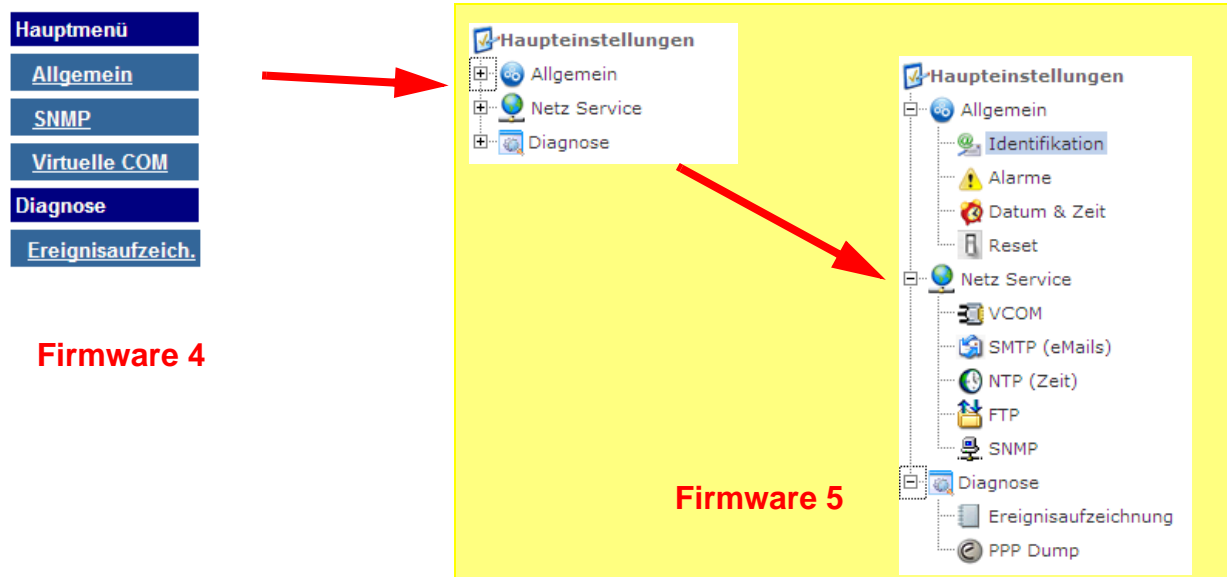 Hauptmenü
Allgemein
SNMP
Virtuelle COM
Diagnose
Ereignisaufzeich.
Firmware 4
Haupteinstellungen
Allgemein
Netz Service
Diagnose
Haupteinstellungen
Allgemein
Identifikation
Alarme
Datum & Zeit
Reset
Netz Service
VCOM
SMTP (eMails)
NTP (Zeit)
FTP
SNMP
Diagnose
Ereignisaufzeichnung
PPP Dump
Firmware 5